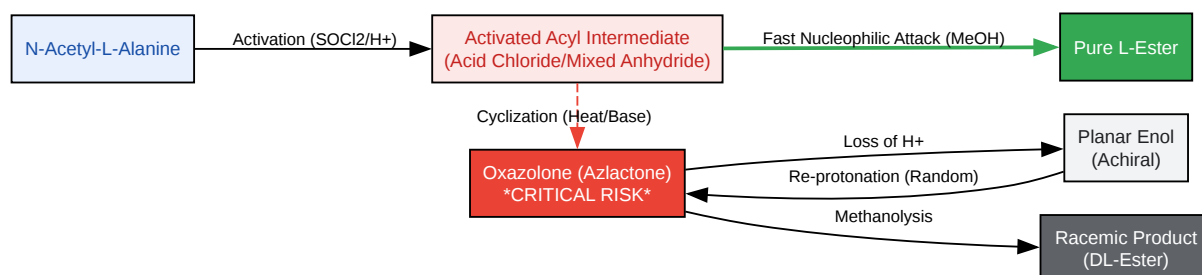 N-Acetyl-L-Alanine
Activation (SOCl2/H+)
Activated Acyl Intermediate
(Acid Chloride/Mixed Anhydride)
Fast Nucleophilic Attack (MeOH)
Pure L-Ester
Cyclization (Heat/Base)
Oxazolone (Azlactone)
*CRITICAL RISK*
Loss of H+
Re-protonation (Random)
Planar Enol
(Achiral)
Methanolysis
Racemic Product
(DL-Ester)